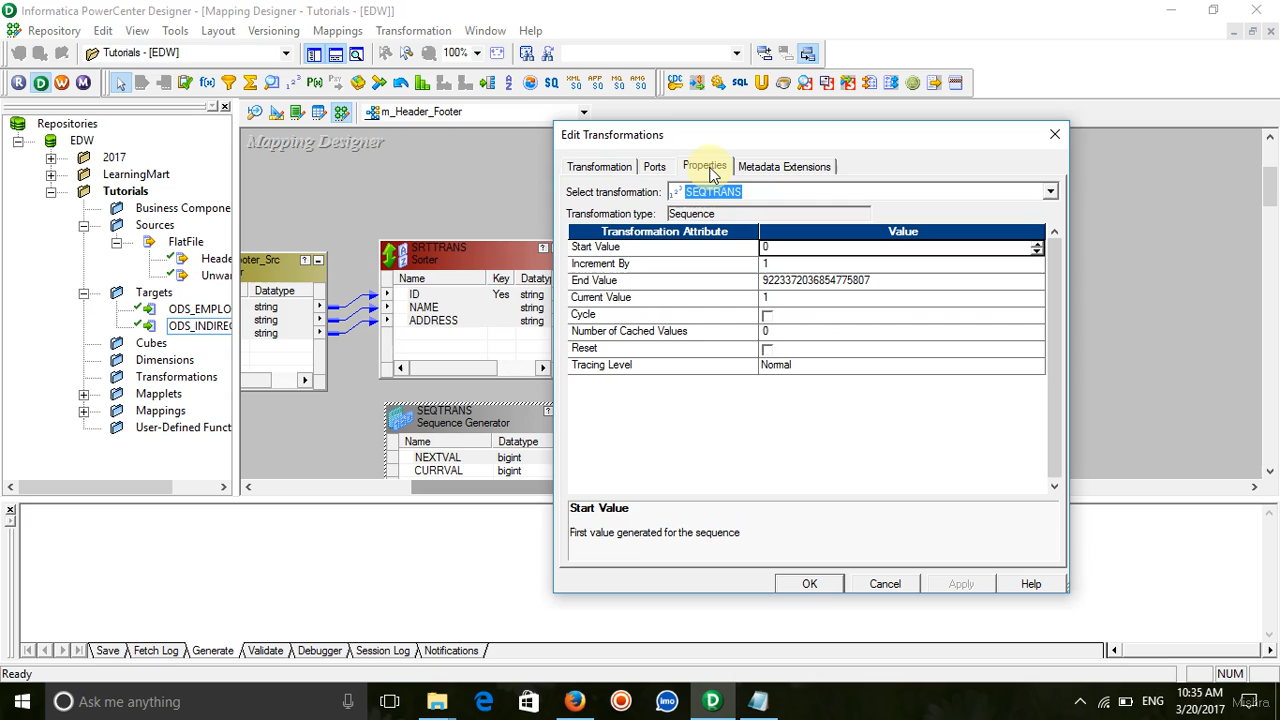 Informatica PowerCenter Designer - [Mapping Designer - Tutorials - [EDW]]
Repository Edit View Tools Layout Versioning Mappings Transformation Window Help
Tutorials - [EDW] 100%
m_Header_Footer
Repositories
EDW
2017
LearningMart
Tutorials
Business Compone
Sources
FlatFile
Heade
Unwa
Targets
ODS_EMPLO
ODS_INDIREC
Cubes
Dimensions
Transformations
Mapplets
Mappings
User-Defined Funct
Mapping Designer
ooter_Src
Datatype
string
string
string
SRTTRANS
Sorter
Name Key Dataty
ID Yes string
NAME string
ADDRESS string
SEQTRANS
Sequence Generator
Name Datatype
NEXTVAL bigint
CURRVAL bigint
Edit Transformations
Transformation Ports Properties Metadata Extensions
Select transformation: SEQTRANS
Transformation type: Sequence
Transformation Attribute Value
Start Value 0
Increment By 1
End Value 9223372036854775807
Current Value 1
Cycle
Number of Cached Values 0
Reset
Tracing Level Normal
Start Value
First value generated for the sequence
OK Cancel Apply Help
Save Fetch Log Generate Validate Debugger Session Log Notifications
Ready NUM
Ask me anything
ENG
10:35 AM
3/20/2017
Mishra